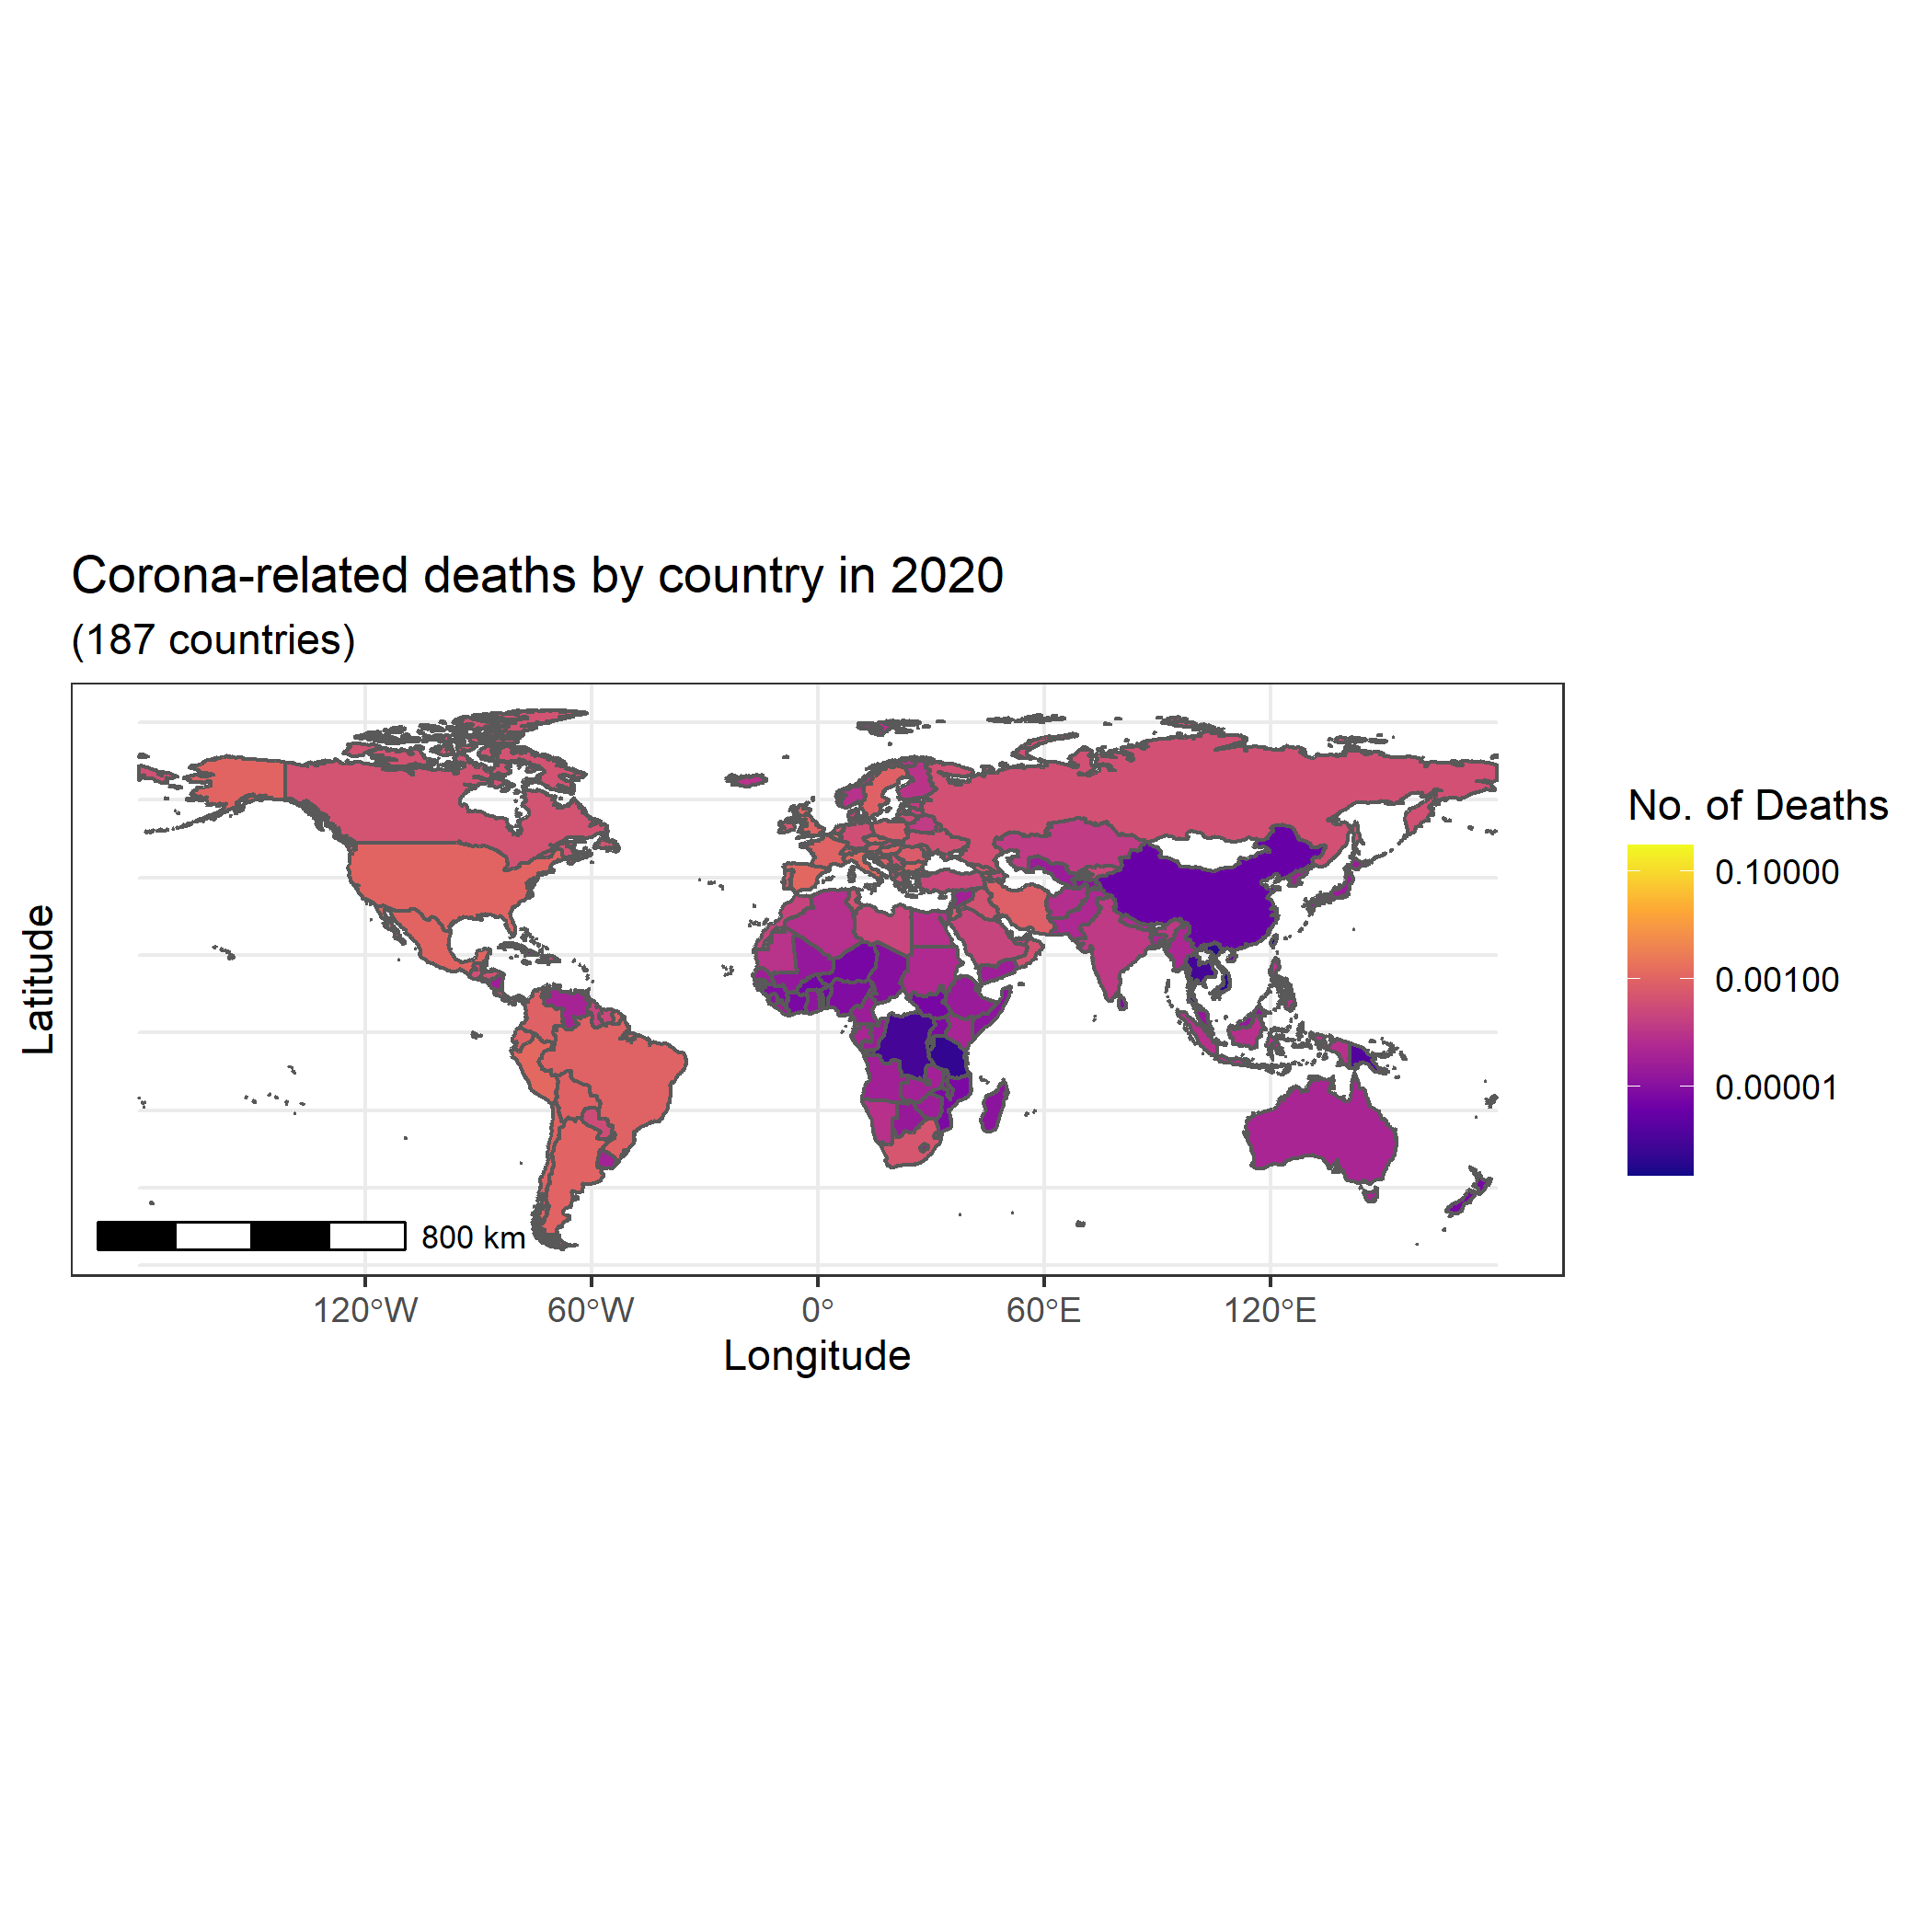 Corona-related deaths by country in 2020
(187 countries)
No. of Deaths
0.10000
0.00100
0.00001
Latitude
800 km
120°W
60°W
0°
60°E
120°E
Longitude